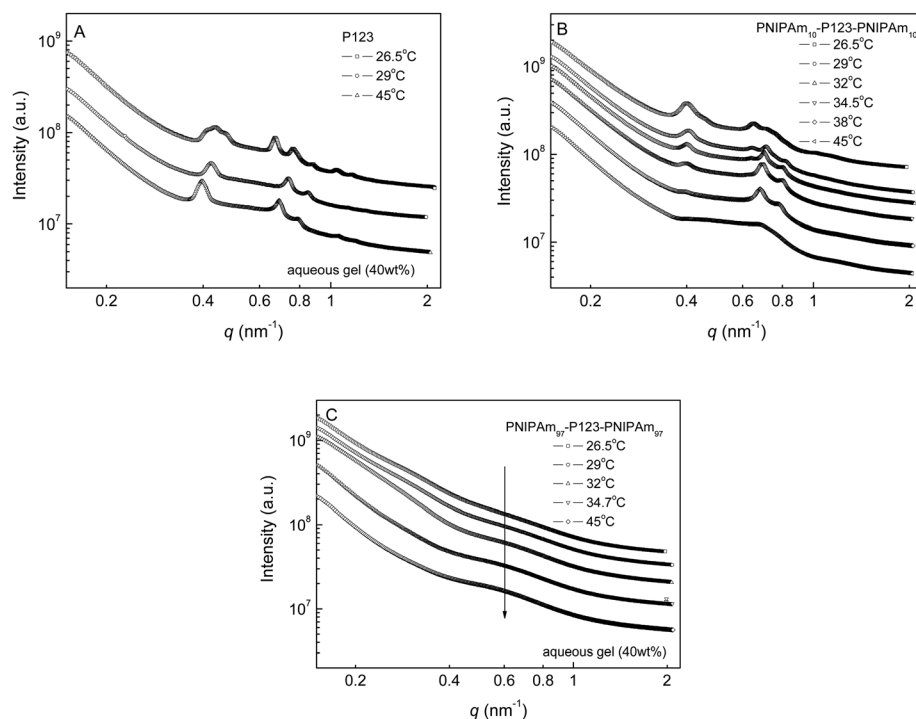 A
P123
—□— 26.5°C
—○— 29°C
—△— 45°C
10⁹
10⁸
10⁷
Intensity (a.u.)
aqueous gel (40wt%)
0.2
0.4
0.6
0.8
1
2
q (nm⁻¹)
B
PNIPAm₁₀-P123-PNIPAm₁₀
—□— 26.5°C
—○— 29°C
—△— 32°C
—▽— 34.5°C
—◇— 38°C
—◁— 45°C
10⁹
10⁸
10⁷
Intensity (a.u.)
0.2
0.4
0.6
0.8
1
2
q (nm⁻¹)
C
PNIPAm₉₇-P123-PNIPAm₉₇
—□— 26.5°C
—○— 29°C
—△— 32°C
—▽— 34.7°C
—◇— 45°C
10⁹
10⁸
10⁷
Intensity (a.u.)
aqueous gel (40wt%)
0.2
0.4
0.6
0.8
1
2
q (nm⁻¹)